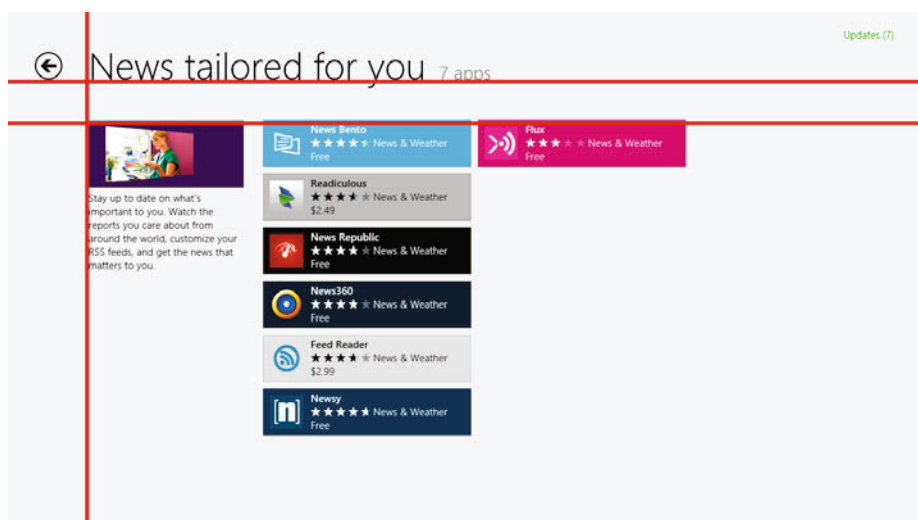 Updates (7)
News tailored for you 7 apps
Stay up to date on what's
important to you. Watch the
reports you care about from
around the world, customize your
RSS feeds, and get the news that
matters to you.
News Bento
News & Weather
Free
Readiculous
News & Weather
$2.49
News Republic
News & Weather
Free
News360
News & Weather
Free
Feed Reader
News & Weather
$2.99
[n] Newsy
News & Weather
Free
Flux
News & Weather
Free